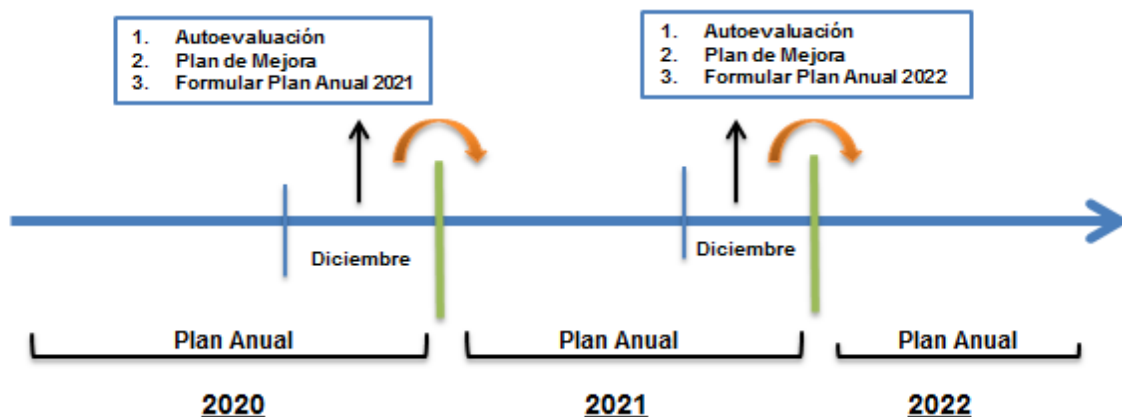 1. Autoevaluación
2. Plan de Mejora
3. Formular Plan Anual 2021
1. Autoevaluación
2. Plan de Mejora
3. Formular Plan Anual 2022
Diciembre
Diciembre
Plan Anual
Plan Anual
Plan Anual
2020
2021
2022